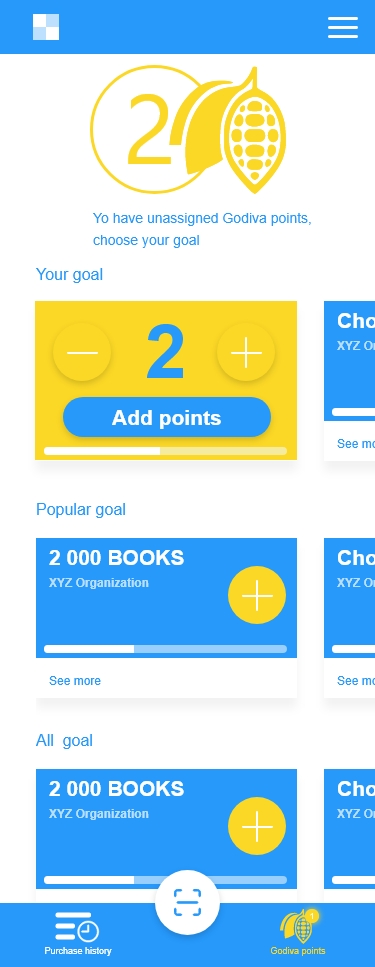 2
Yo have unassigned Godiva points,
choose your goal
Your goal
2
Add points
Cho
XYZ Or
See mo
Popular goal
2 000 BOOKS
XYZ Organization
See more
Cho
XYZ Or
See mo
All  goal
2 000 BOOKS
XYZ Organization
Cho
XYZ Or
Purchase history
1
Godiva points